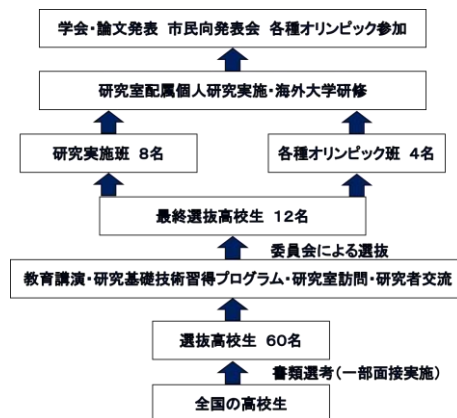 学会・論文発表 市民向発表会 各種オリンピック参加
研究室配属個人研究実施・海外大学研修
研究実施班 8名
各種オリンピック班 4名
最終選抜高校生 12名
委員会による選抜
教育講演・研究基礎技術習得プログラム・研究室訪問・研究者交流
選抜高校生 60名
書類選考(一部面接実施)
全国の高校生